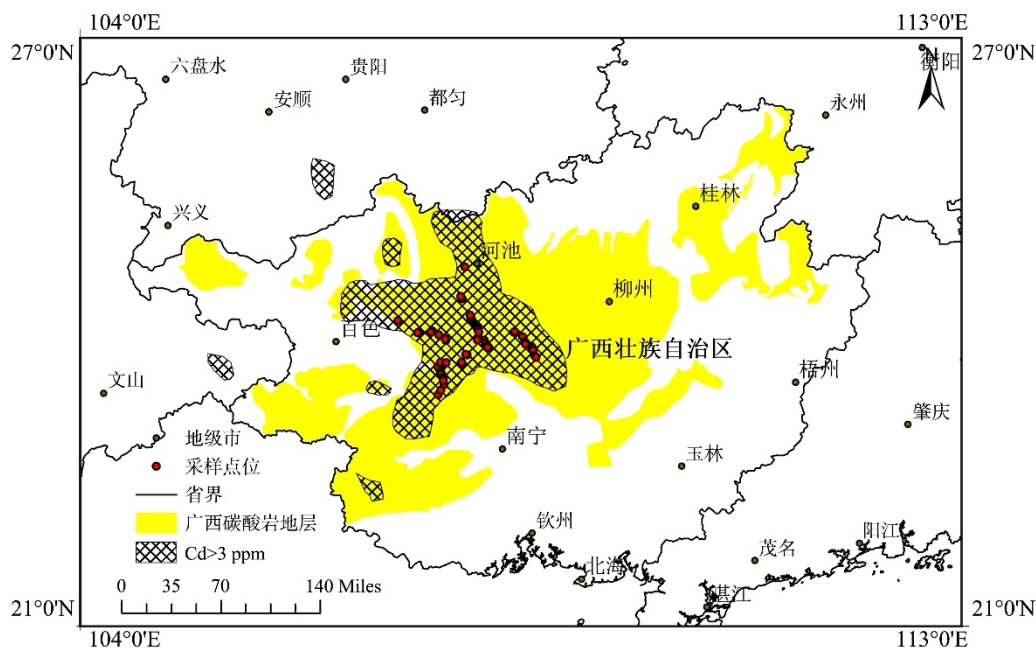 104°0'E
113°0'E
27°0'N
27°0'N
N
衡阳
六盘水
贵阳
安顺
都匀
永州
桂林
兴义
河池
柳州
百色
广西壮族自治区
梧州
文山
肇庆
地级市
南宁
玉林
采样点位
省界
广西碳酸岩地层
钦州
阳江
Cd>3 ppm
茂名
北海
0 35 70 140 Miles
湛江
21°0'N
21°0'N
104°0'E
113°0'E